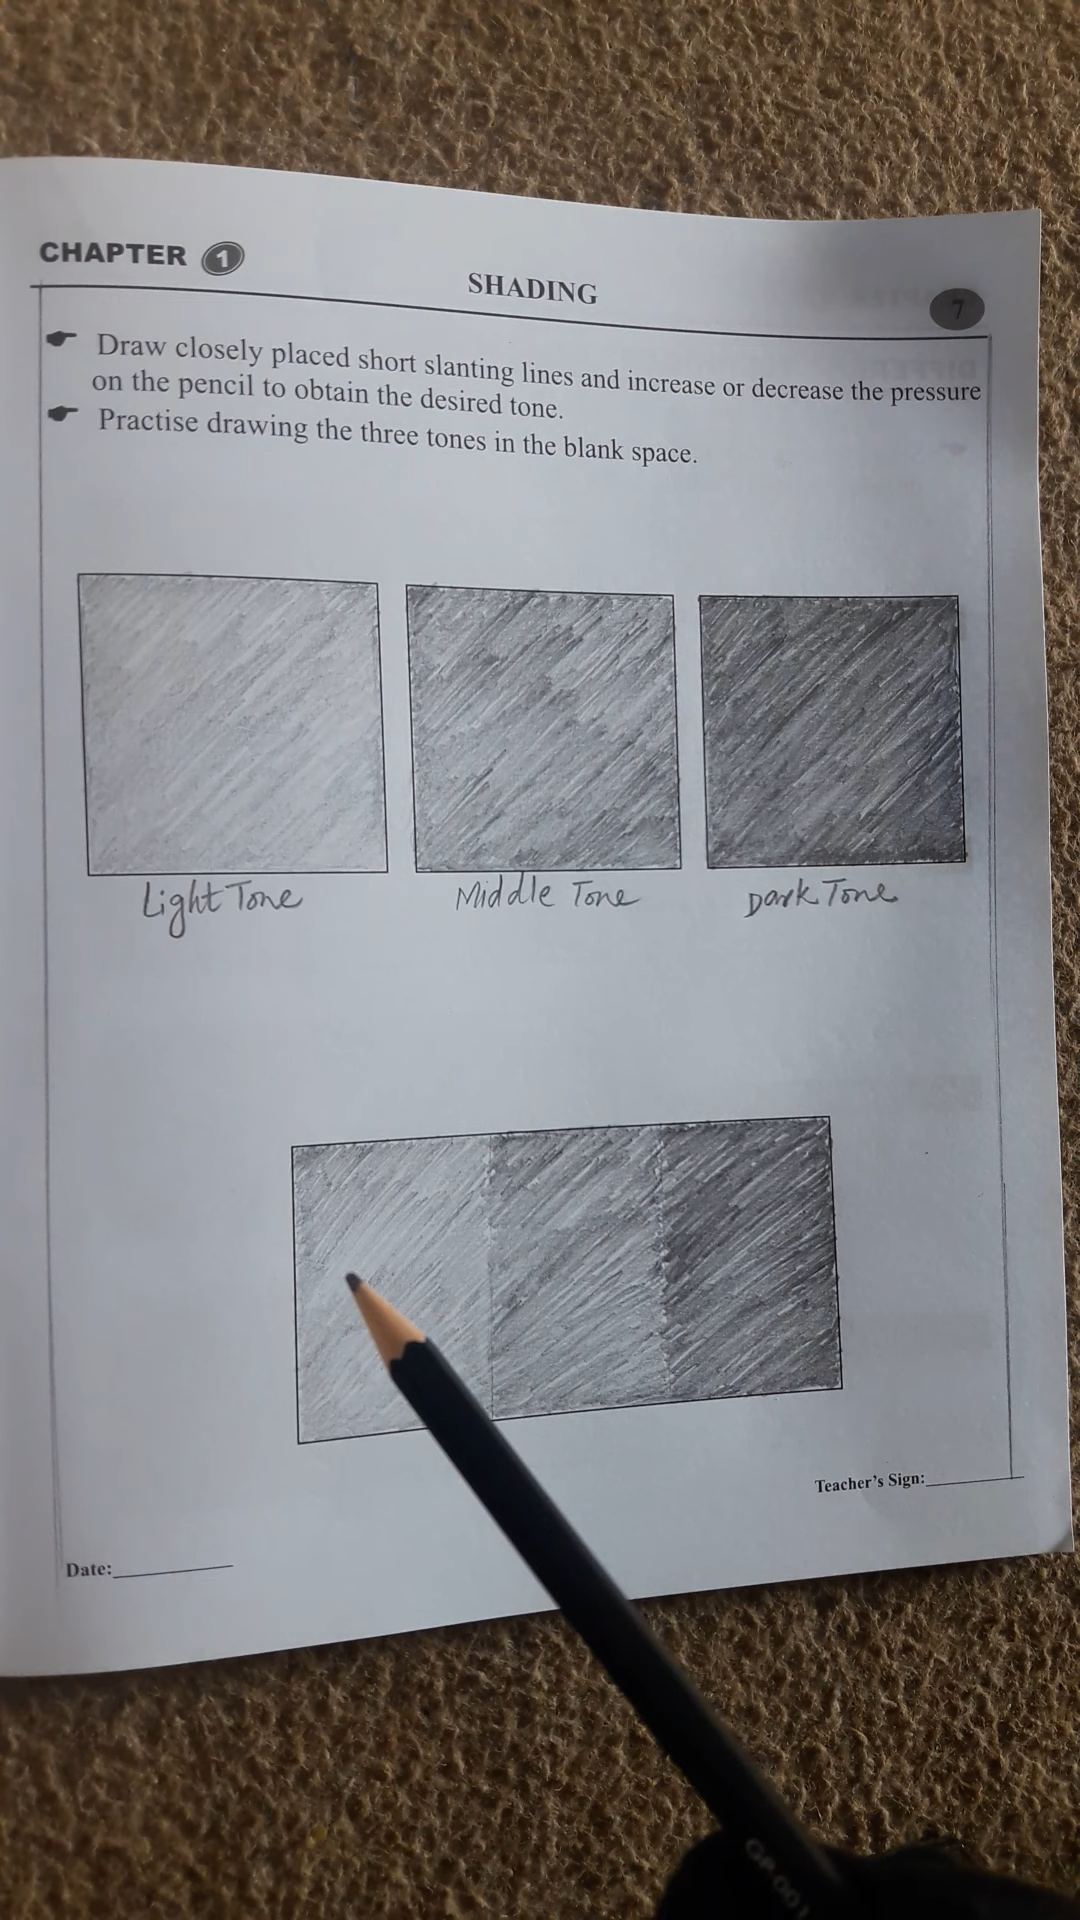 CHAPTER 1
SHADING
7
Draw closely placed short slanting lines and increase or decrease the pressure
on the pencil to obtain the desired tone.
Practise drawing the three tones in the blank space.
Light Tone Middle Tone Dark Tone
Teacher's Sign:
Date: